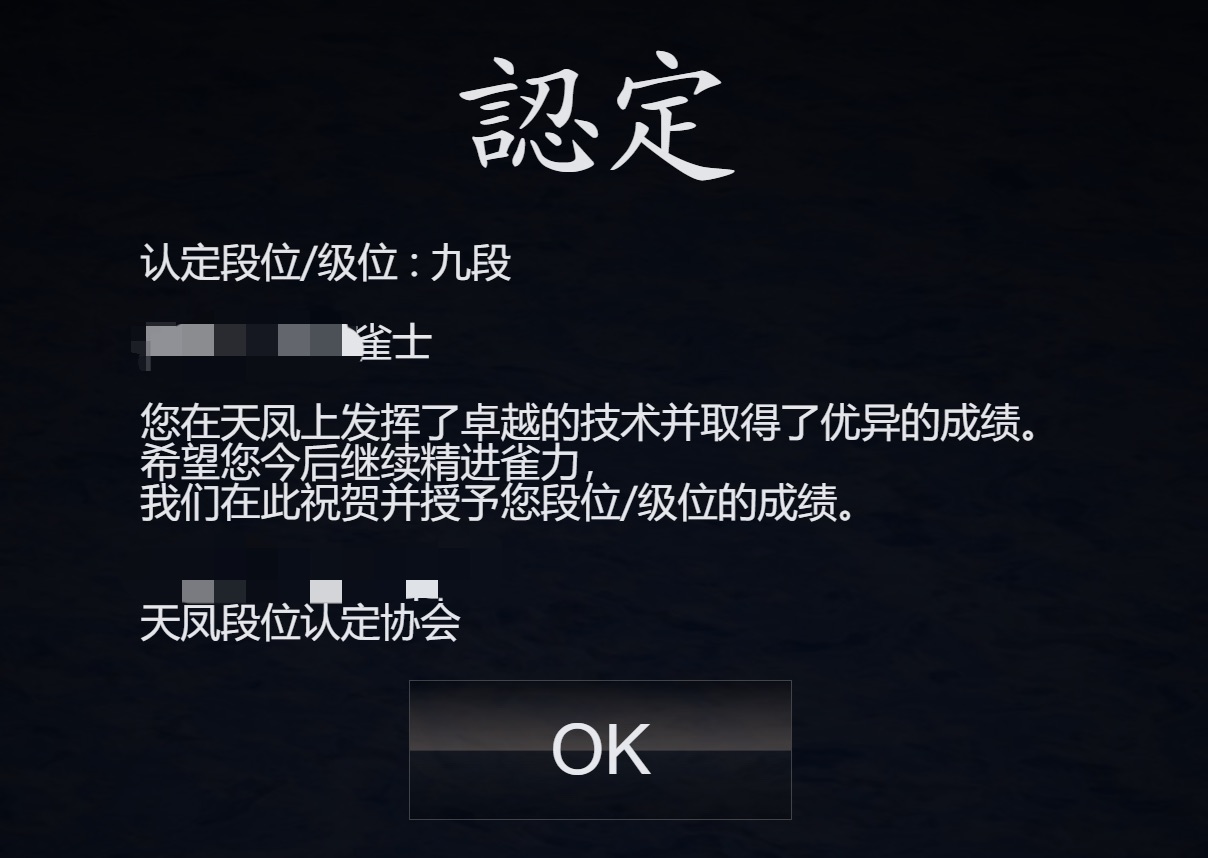 認定
认定段位/级位 : 九段
雀士
您在天凤上发挥了卓越的技术并取得了优异的成绩。
希望您今后继续精进雀力,
我们在此祝贺并授予您段位/级位的成绩。
天凤段位认定协会
OK